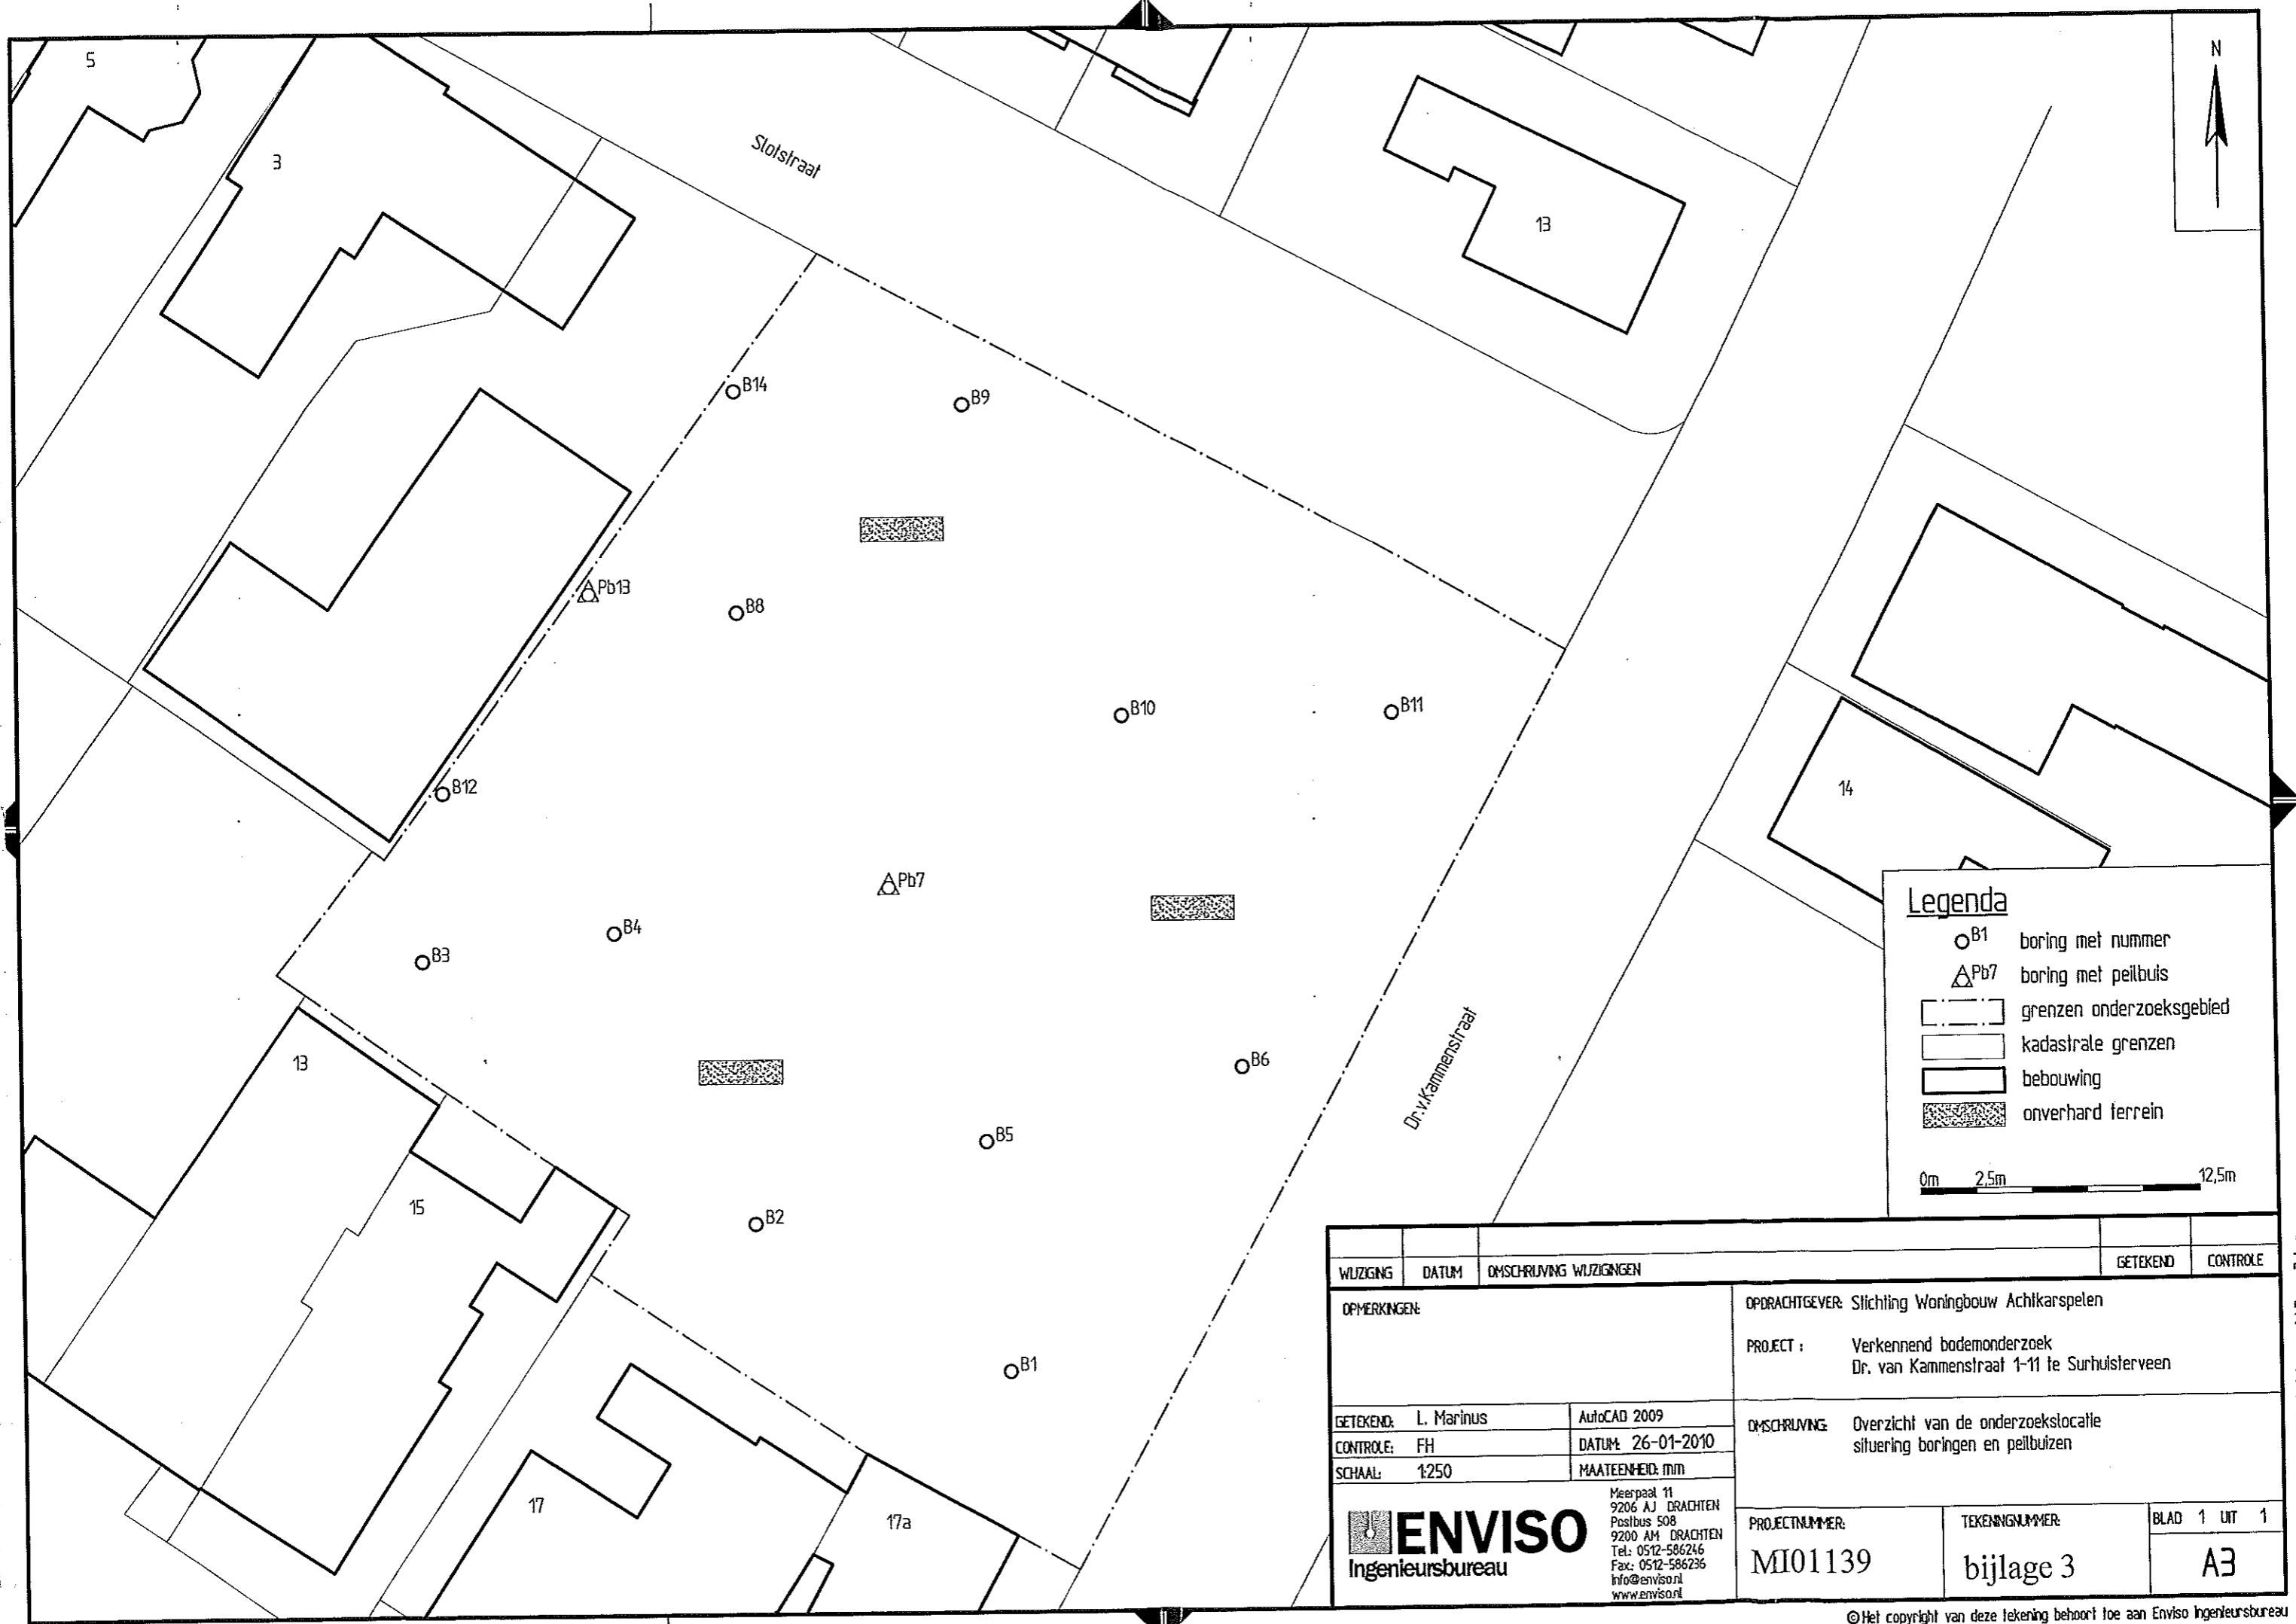 5
N
3
Slotstraat
13
B14
B9
Pb13
B8
B10
B11
B12
14
Pb7
B4
B3
Legenda
B1 boring met nummer
Pb7 boring met peilbuis
grenzen onderzoeksgebied
kadastrale grenzen
bebouwing
onverhard terrein
0m 2,5m 12,5m
13
B6
Dr.v.Kammenstraat
B5
15
B2
B1
17
17a
WIJZIGING DATUM OMSCHRIJVING WIJZIGINGEN GETEKEND CONTROLE
OPMERKINGEN:
OPDRACHTGEVER: Stichting Woningbouw Achtkarspelen
PROJECT : Verkennend bodemonderzoek
Dr. van Kammenstraat 1-11 te Surhuisterveen
GETEKEND: L. Marinus AutoCAD 2009
CONTROLE: FH DATUM: 26-01-2010
SCHAAL: 1:250 MAATEENHEID: mm
OMSCHRIJVING: Overzicht van de onderzoekslocatie
situering boringen en peilbuizen
ENVISO
Ingenieursbureau
Meerpaal 11
9206 AJ DRACHTEN
Postbus 508
9200 AM DRACHTEN
Tel.: 0512-586246
Fax.: 0512-586236
info@enviso.nl
www.enviso.nl
PROJECTNUMMER:
MI01139
TEKENINGNUMMER:
bijlage 3
BLAD 1 UIT 1
A3
©Het copyright van deze tekening behoort toe aan Enviso Ingenieursbureau